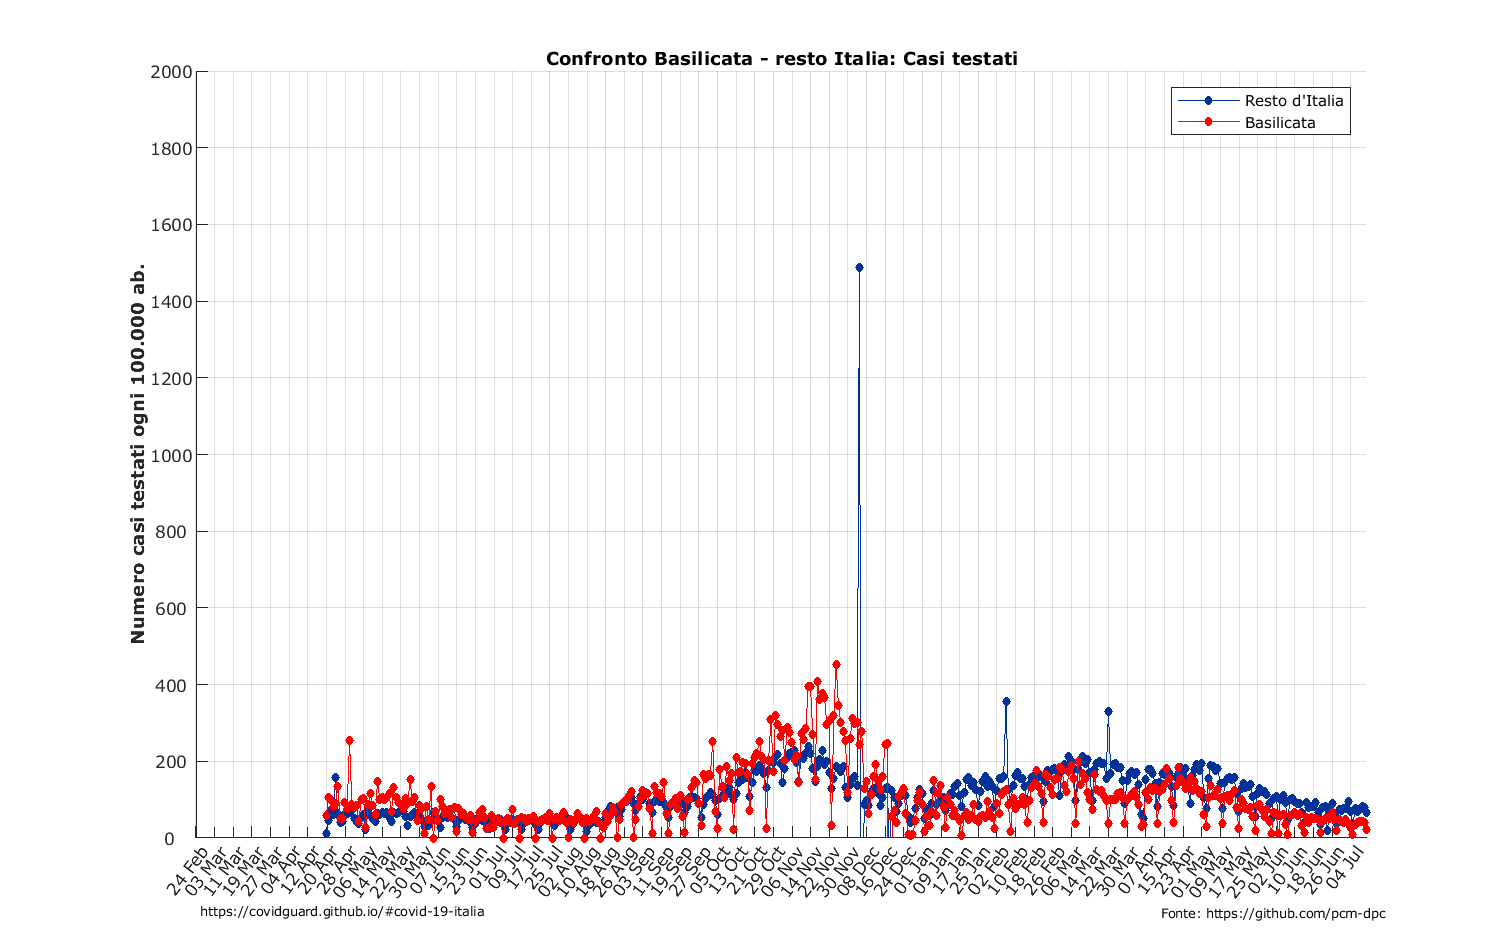 Confronto Basilicata - resto Italia: Casi testati
Resto d'Italia
Basilicata
Numero casi testati ogni 100.000 ab.
2000
1800
1600
1400
1200
1000
800
600
400
200
0
24 Feb
03 Mar
11 Mar
19 Mar
27 Mar
04 Apr
12 Apr
20 Apr
28 Apr
06 May
14 May
22 May
30 May
07 Jun
15 Jun
23 Jun
01 Jul
09 Jul
17 Jul
25 Jul
02 Aug
10 Aug
18 Aug
26 Aug
03 Sep
11 Sep
19 Sep
27 Sep
05 Oct
13 Oct
21 Oct
29 Oct
06 Nov
14 Nov
22 Nov
30 Nov
08 Dec
16 Dec
24 Dec
01 Jan
09 Jan
17 Jan
25 Jan
02 Feb
10 Feb
18 Feb
26 Feb
06 Mar
14 Mar
22 Mar
30 Mar
07 Apr
15 Apr
23 Apr
01 May
09 May
17 May
25 May
02 Jun
10 Jun
18 Jun
26 Jun
04 Jul
https://covidguard.github.io/#covid-19-italia
Fonte: https://github.com/pcm-dpc